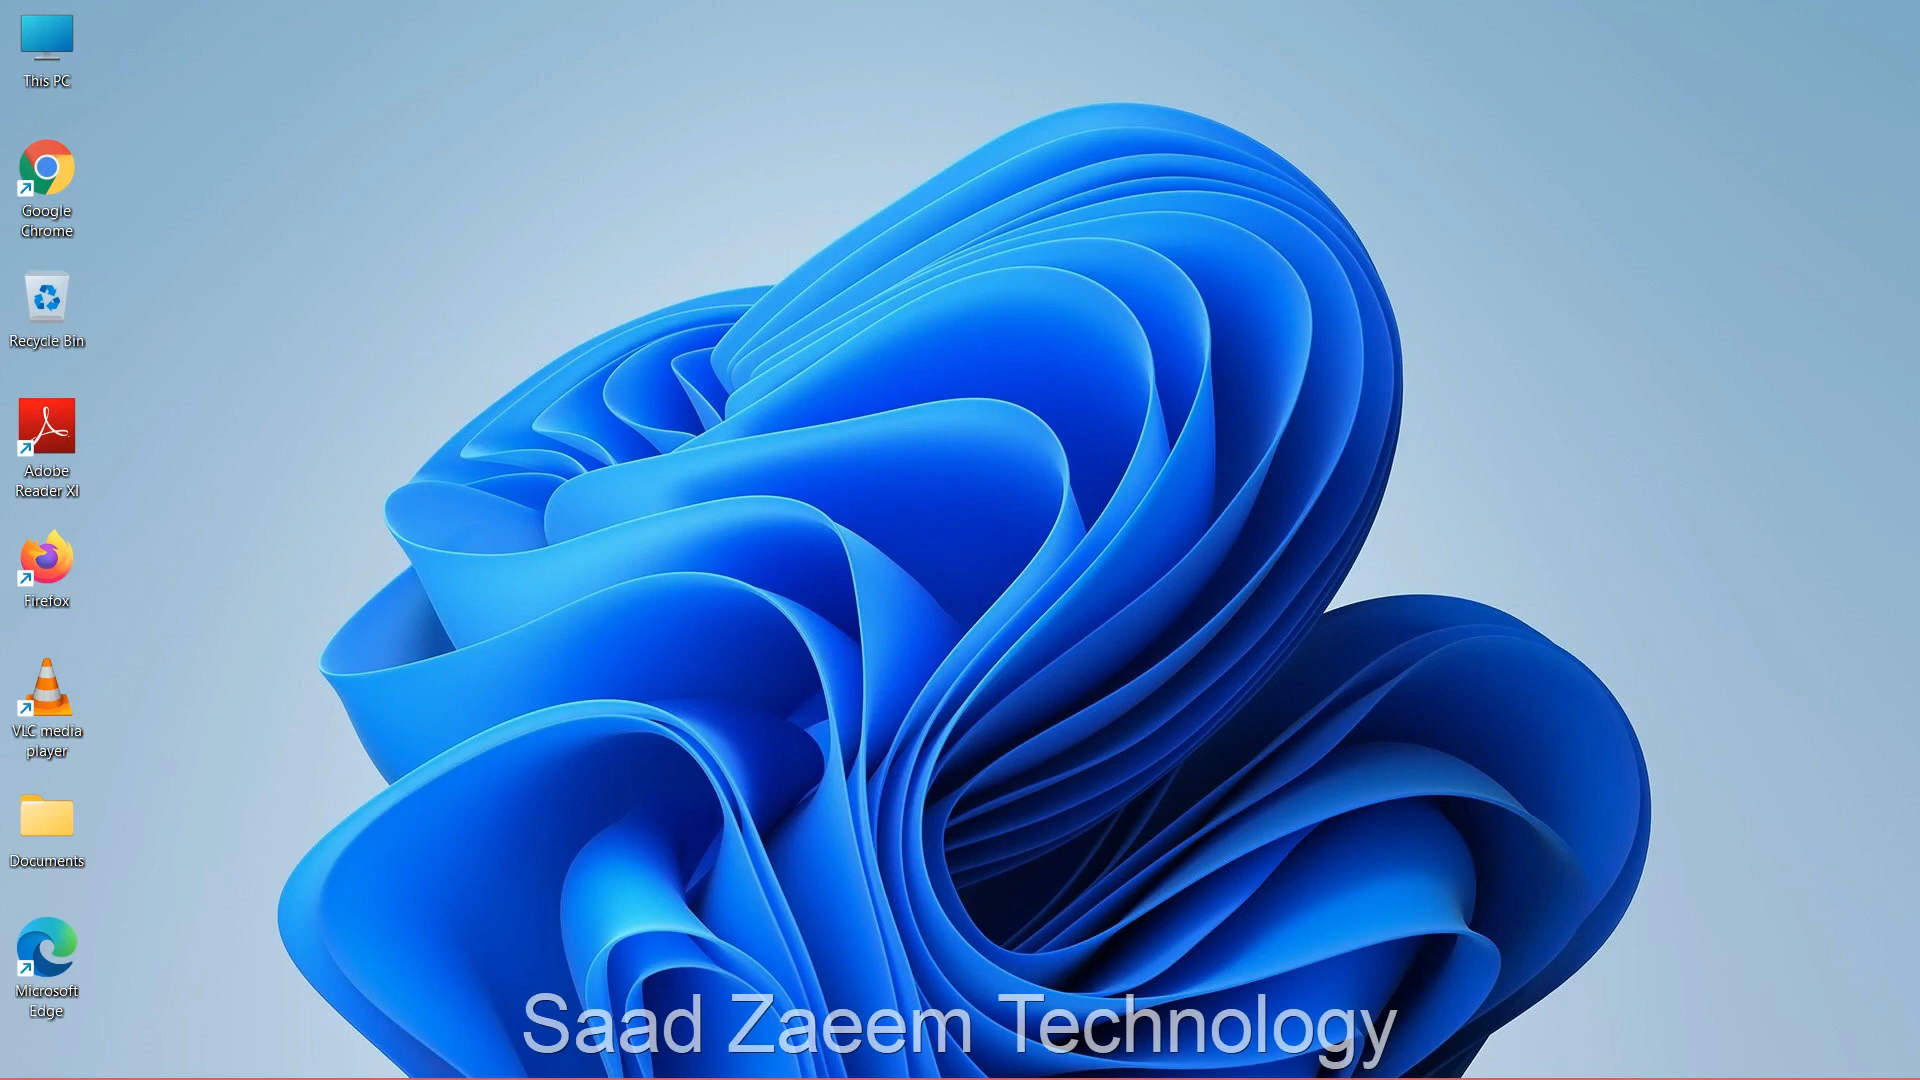 This PC
Google
Chrome
Recycle Bin
Adobe
Reader XI
Firefox
VLC media
player
Documents
Microsoft
Edge
Saad Zaeem Technology